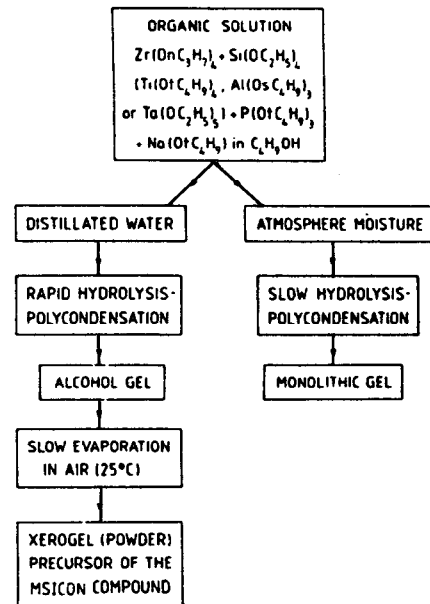 ORGANIC SOLUTION
Zr(OnC₃H₇)₄ + Si(OC₂H₅)₄
(Ti(OtC₄H₉)₄, Al(OsC₄H₉)₃
or Ta(OC₂H₅)₅) + P(OtC₄H₉)₃
+ Na(OtC₄H₉) in C₄H₉OH
DISTILLATED WATER
ATMOSPHERE MOISTURE
RAPID HYDROLYSIS-
POLYCONDENSATION
SLOW HYDROLYSIS-
POLYCONDENSATION
ALCOHOL GEL
MONOLITHIC GEL
SLOW EVAPORATION
IN AIR (25°C)
XEROGEL (POWDER)
PRECURSOR OF THE
MSICON COMPOUND